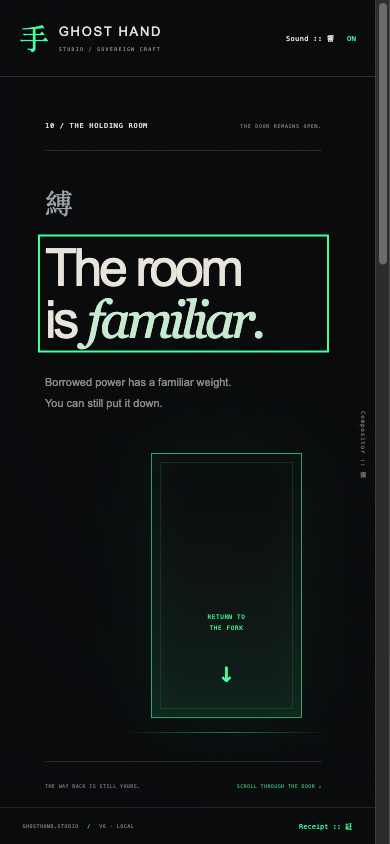 手 GHOST HAND
STUDIO / SOVEREIGN CRAFT
Sound :: 響 ON
10 / THE HOLDING ROOM
THE DOOR REMAINS OPEN.
縛
The room
is familiar.
Borrowed power has a familiar weight.
You can still put it down.
Compositor ::
RETURN TO
THE FORK
↓
THE WAY BACK IS STILL YOURS.
SCROLL THROUGH THE DOOR ↓
GHOSTHAND.STUDIO / V6 · LOCAL
Receipt :: 証